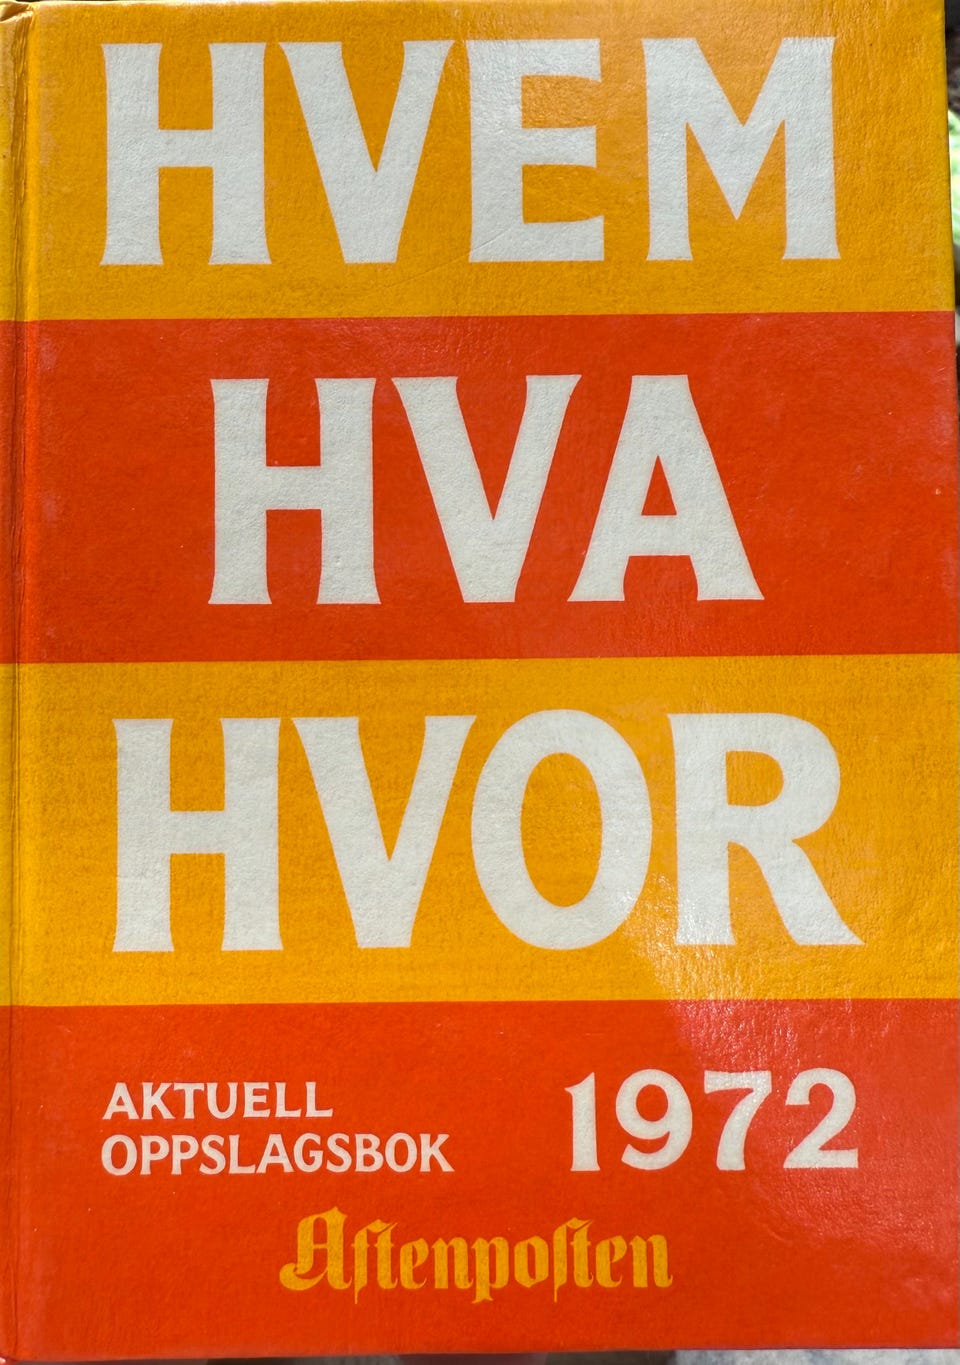 HVEM
HVA
HVOR
AKTUELL
OPPSLAGSBOK
1972
Aftenposten